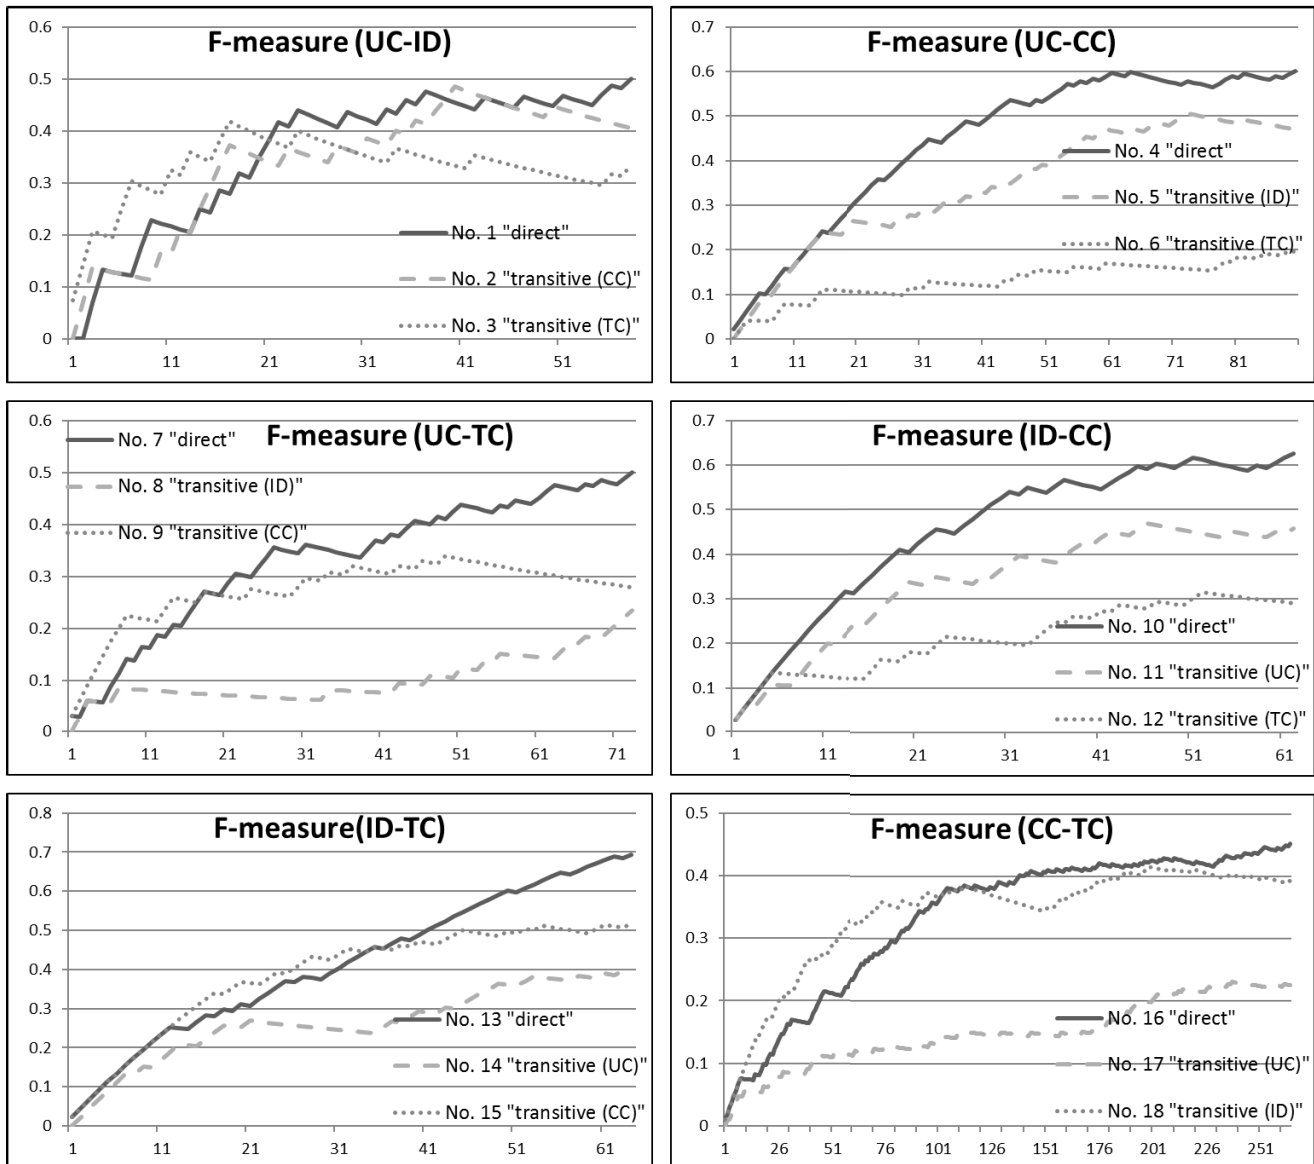 F-measure (UC-ID)
0.6
0.5
0.4
0.3
0.2
0.1
0
No. 1 "direct"
No. 2 "transitive (CC)"
No. 3 "transitive (TC)"
1 11 21 31 41 51
F-measure (UC-CC)
0.7
0.6
0.5
0.4
0.3
0.2
0.1
0
No. 4 "direct"
No. 5 "transitive (ID)"
No. 6 "transitive (TC)"
1 11 21 31 41 51 61 71 81
F-measure (UC-TC)
0.6
0.5
0.4
0.3
0.2
0.1
0
No. 7 "direct"
No. 8 "transitive (ID)"
No. 9 "transitive (CC)"
1 11 21 31 41 51 61 71
F-measure (ID-CC)
0.7
0.6
0.5
0.4
0.3
0.2
0.1
0
No. 10 "direct"
No. 11 "transitive (UC)"
No. 12 "transitive (TC)"
1 11 21 31 41 51 61
F-measure(ID-TC)
0.8
0.7
0.6
0.5
0.4
0.3
0.2
0.1
0
No. 13 "direct"
No. 14 "transitive (UC)"
No. 15 "transitive (CC)"
1 11 21 31 41 51 61
F-measure (CC-TC)
0.5
0.4
0.3
0.2
0.1
0
No. 16 "direct"
No. 17 "transitive (UC)"
No. 18 "transitive (ID)"
1 26 51 76 101 126 151 176 201 226 251